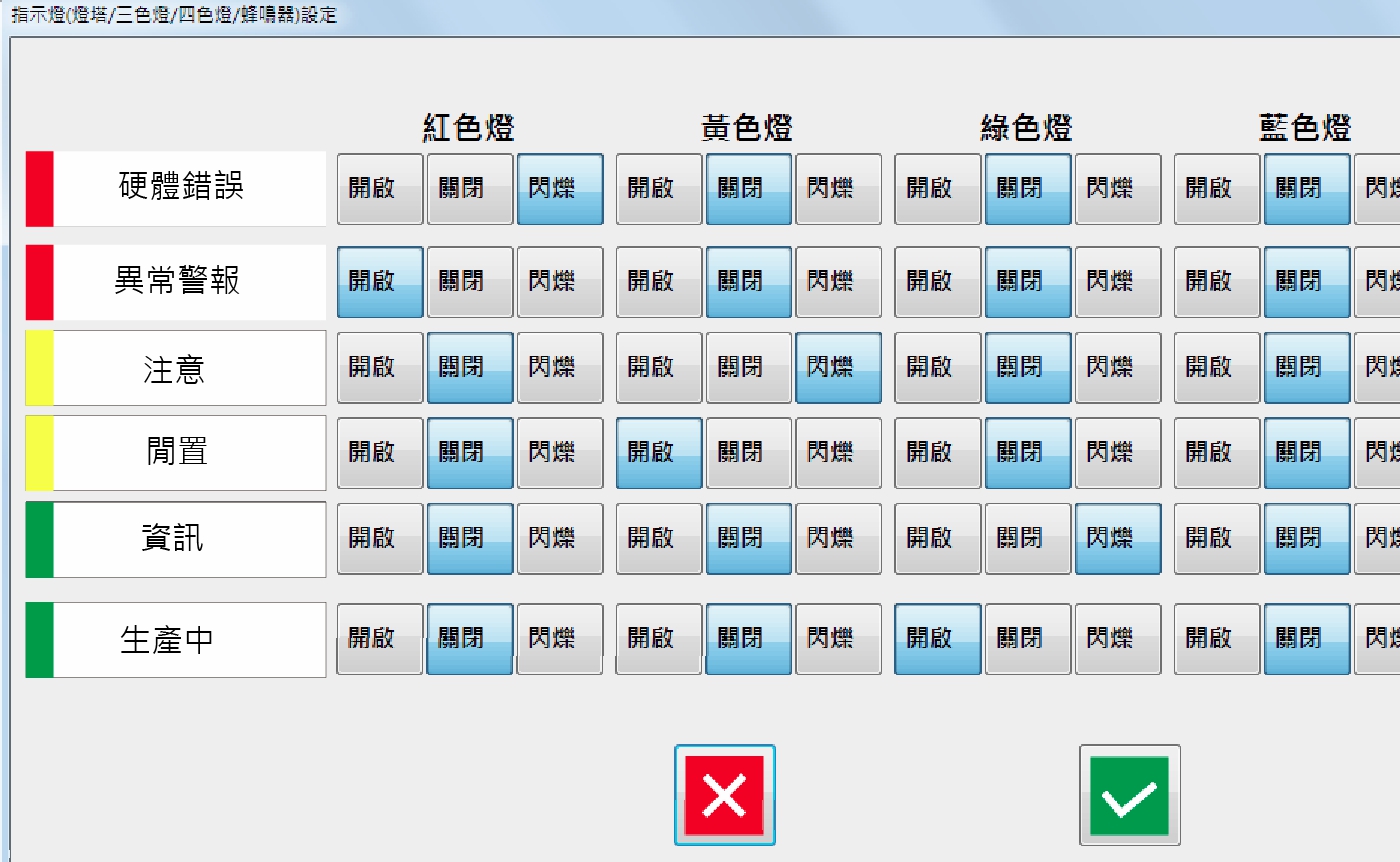 指示燈(燈塔/三色燈/四色燈/蜂鳴器)設定
紅色燈 黃色燈 綠色燈 藍色燈
硬體錯誤 開啟 關閉 閃爍 開啟 關閉 閃爍 開啟 關閉 閃爍 開啟 關閉 閃
異常警報 開啟 關閉 閃爍 開啟 關閉 閃爍 開啟 關閉 閃爍 開啟 關閉 閃
注意 開啟 關閉 閃爍 開啟 關閉 閃爍 開啟 關閉 閃爍 開啟 關閉 閃
閒置 開啟 關閉 閃爍 開啟 關閉 閃爍 開啟 關閉 閃爍 開啟 關閉 閃
資訊 開啟 關閉 閃爍 開啟 關閉 閃爍 開啟 關閉 閃爍 開啟 關閉 閃
生產中 開啟 關閉 閃爍 開啟 關閉 閃爍 開啟 關閉 閃爍 開啟 關閉 閃